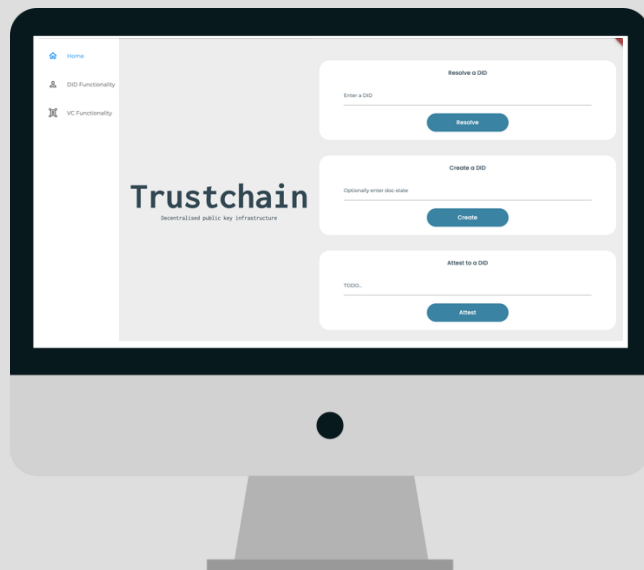 Home
DID Functionality
VC Functionality
Trustchain
Decentralised public key infrastructure
Resolve a DID
Enter a DID
Resolve
Create a DID
Optionally enter doc-state
Create
Attest to a DID
TODO..
Attest